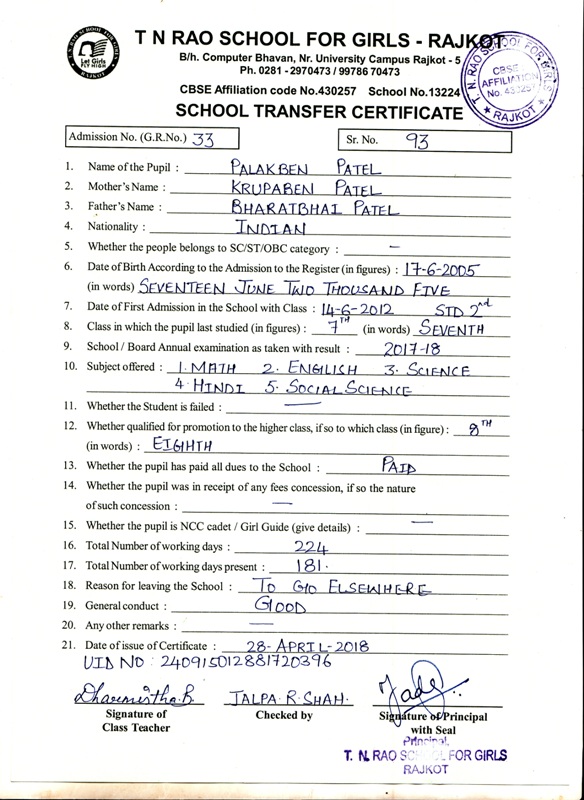 T N RAO SCHOOL FOR GIRLS - RAJKOT
B/h. Computer Bhavan, Nr. University Campus Rajkot - 5
Ph. 0281 - 2970473 / 99786 70473
CBSE Affiliation code No.430257 School No.13224
SCHOOL TRANSFER CERTIFICATE
Let Girls
FLY HIGH
T. N. RAO SCHOOL FOR GIRLS
CBSE
AFFILIATION
No. 430257
★ RAJKOT ★
Admission No. (G.R.No.) 33 Sr. No. 93
1. Name of the Pupil : PALAKBEN PATEL
2. Mother's Name : KRUPABEN PATEL
3. Father's Name : BHARATBHAI PATEL
4. Nationality : INDIAN
5. Whether the people belongs to SC/ST/OBC category : —
6. Date of Birth According to the Admission to the Register (in figures) : 17-6-2005
(in words) SEVENTEEN JUNE TWO THOUSAND FIVE
7. Date of First Admission in the School with Class : 14-6-2012 STD 2nd
8. Class in which the pupil last studied (in figures) : 7TH (in words) SEVENTH
9. School / Board Annual examination as taken with result : 2017-18
10. Subject offered : 1. MATH 2. ENGILISH 3. SCIENCE
4. HINDI 5. SOCIAL SCIENCE
11. Whether the Student is failed : —
12. Whether qualified for promotion to the higher class, if so to which class (in figure) : 8TH
(in words) : EIGHTH
13. Whether the pupil has paid all dues to the School : PAID
14. Whether the pupil was in receipt of any fees concession, if so the nature
of such concession : —
15. Whether the pupil is NCC cadet / Girl Guide (give details) : —
16. Total Number of working days : 224
17. Total Number of working days present : 181.
18. Reason for leaving the School : TO GO ELSEWHERE
19. General conduct : GOOD
20. Any other remarks : —
21. Date of issue of Certificate : 28-APRIL-2018
UID NO : 240915012881720396
JALPA R. SHAH.
Signature of Checked by Signature of Principal
Class Teacher with Seal
Principal
T. N. RAO SCHOOL FOR GIRLS
RAJKOT